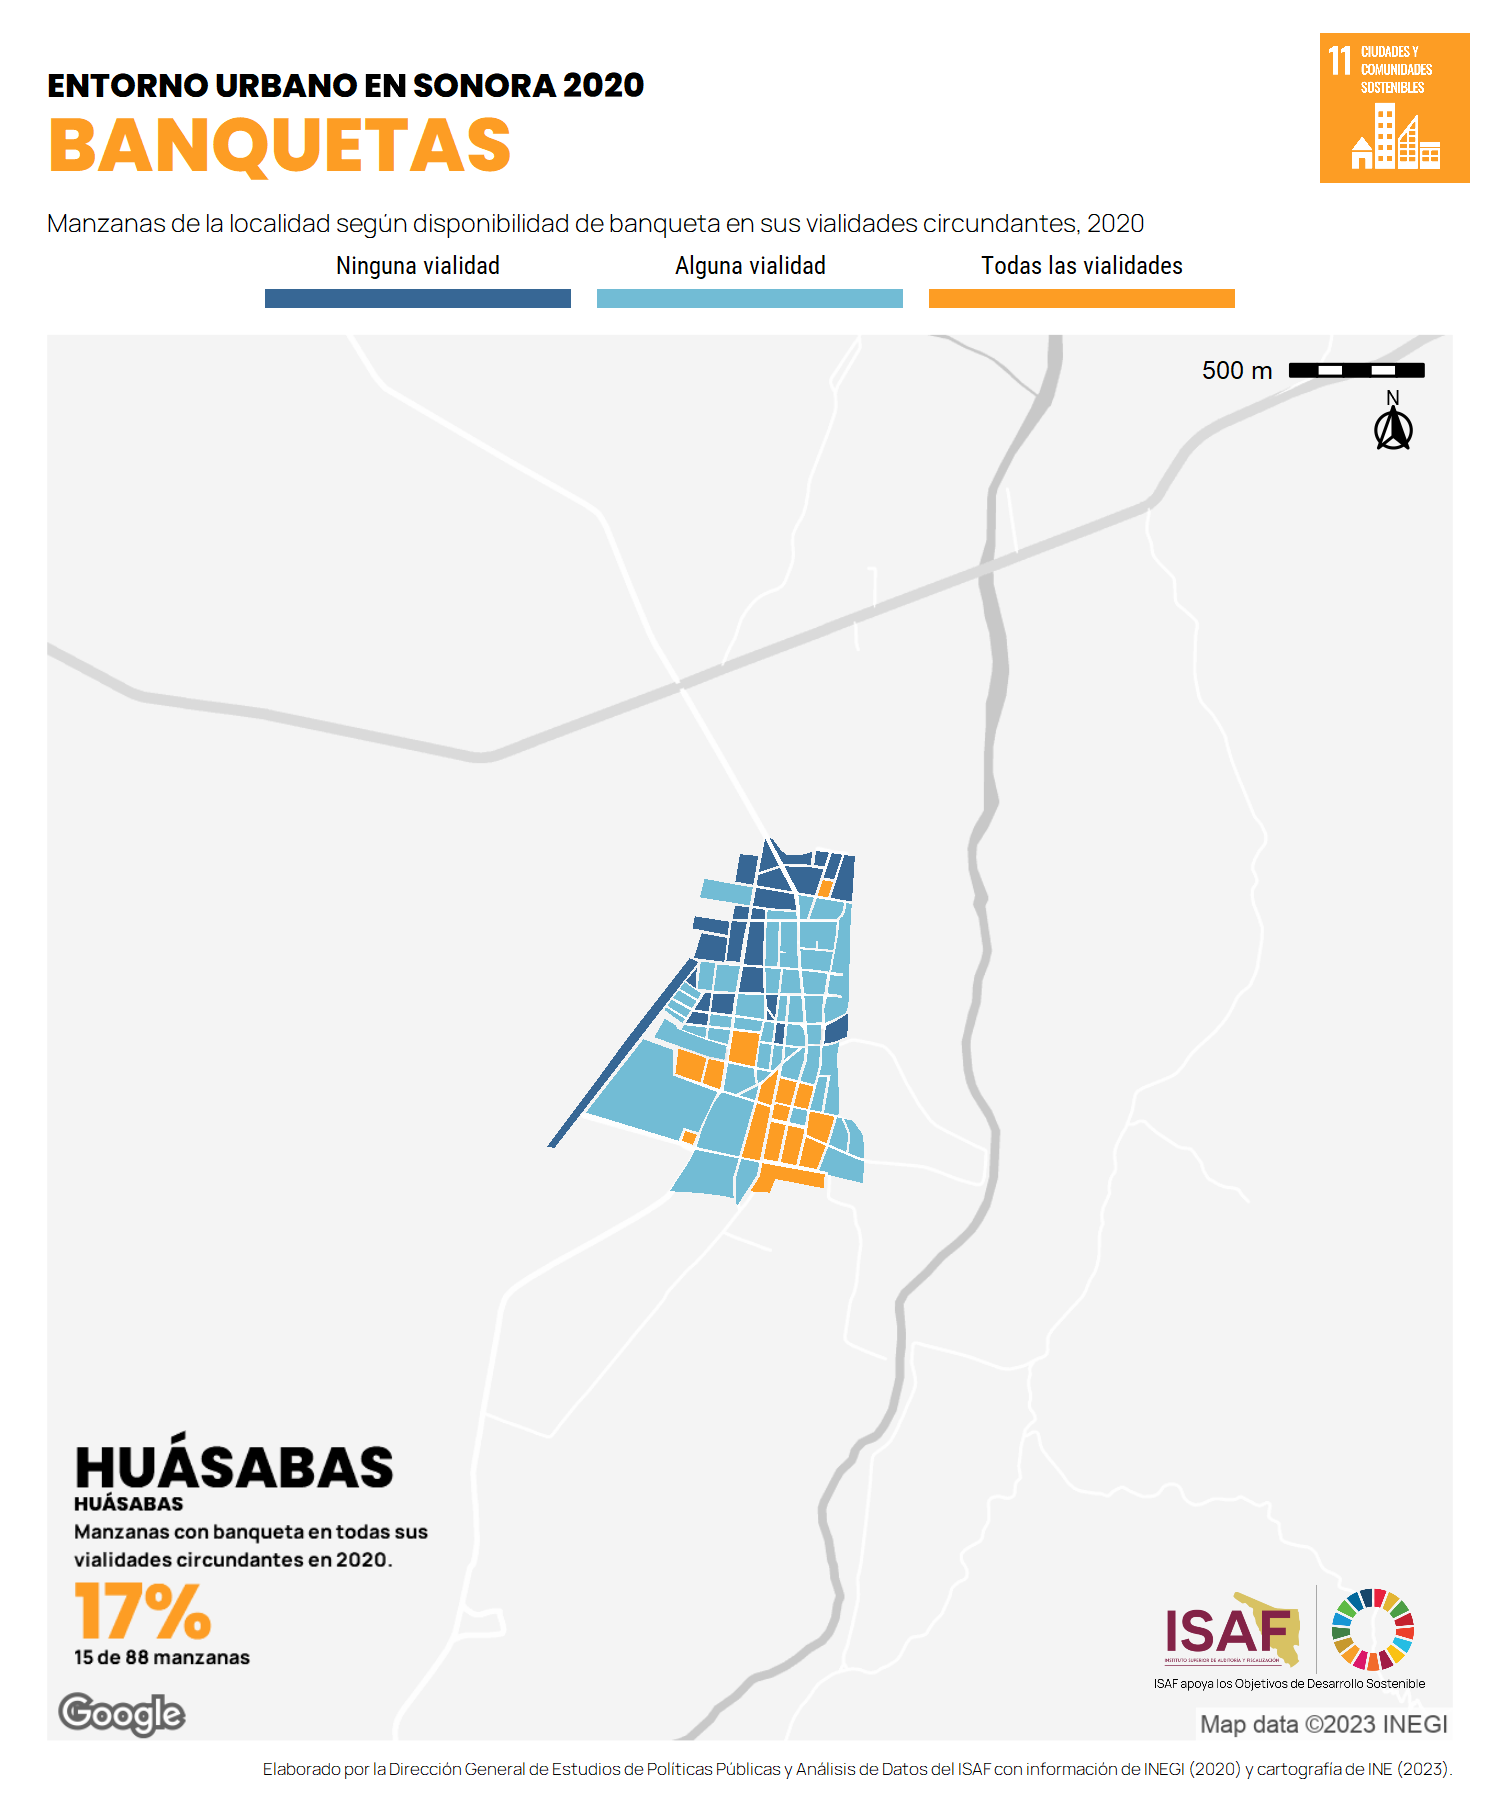 ENTORNO URBANO EN SONORA 2020
BANQUETAS
11 CIUDADES Y
COMUNIDADES
SOSTENIBLES
Manzanas de la localidad según disponibilidad de banqueta en sus vialidades circundantes, 2020
Ninguna vialidad
Alguna vialidad
Todas las vialidades
500 m
N
HUÁSABAS
HUÁSABAS
Manzanas con banqueta en todas sus
vialidades circundantes en 2020.
17%
15 de 88 manzanas
ISAF
INSTITUTO SUPERIOR DE AUDITORÍA Y FISCALIZACIÓN
ISAF apoya los Objetivos de Desarrollo Sostenible
Google
Map data ©2023 INEGI
Elaborado por la Dirección General de Estudios de Políticas Públicas y Análisis de Datos del ISAF con información de INEGI (2020) y cartografía de INE (2023).